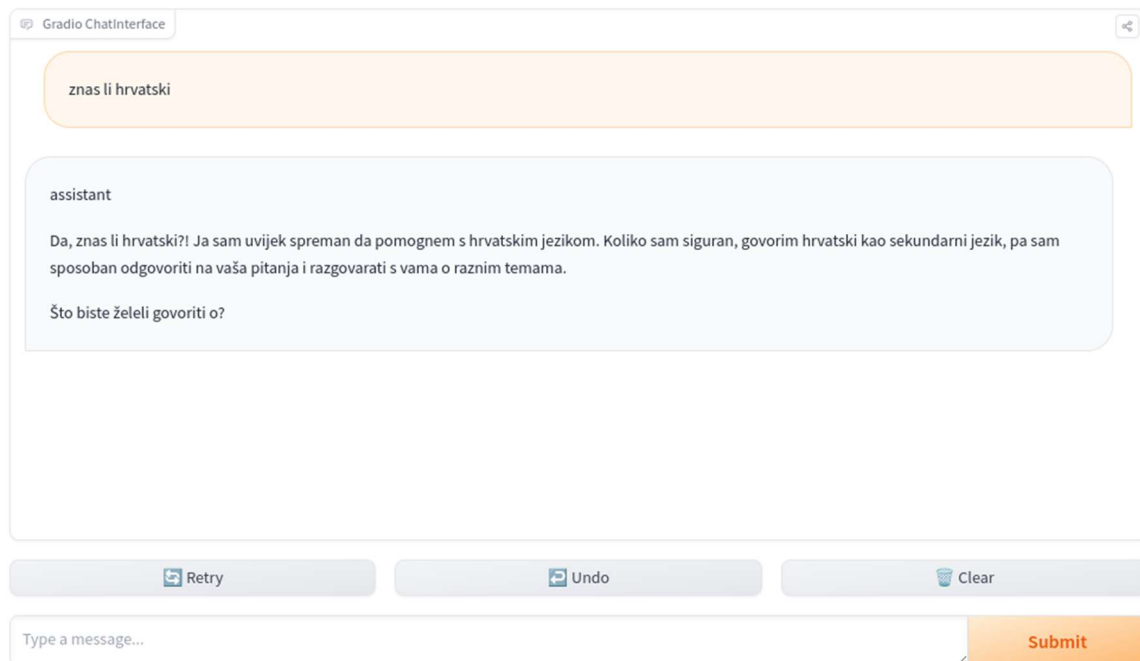 Gradio ChatInterface
znas li hrvatski
assistant
Da, znas li hrvatski?! Ja sam uvijek spreman da pomognem s hrvatskim jezikom. Koliko sam siguran, govorim hrvatski kao sekundarni jezik, pa sam
sposoban odgovoriti na vaša pitanja i razgovarati s vama o raznim temama.
Što biste želeli govoriti o?
Retry
Undo
Clear
Type a message...
Submit